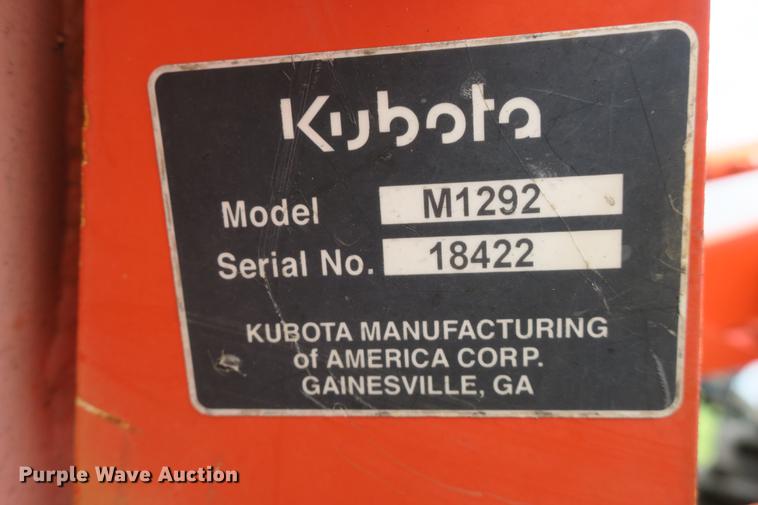 Kubota
Model M1292
Serial No. 18422
KUBOTA MANUFACTURING
of AMERICA CORP.
GAINESVILLE, GA
Purple Wave Auction